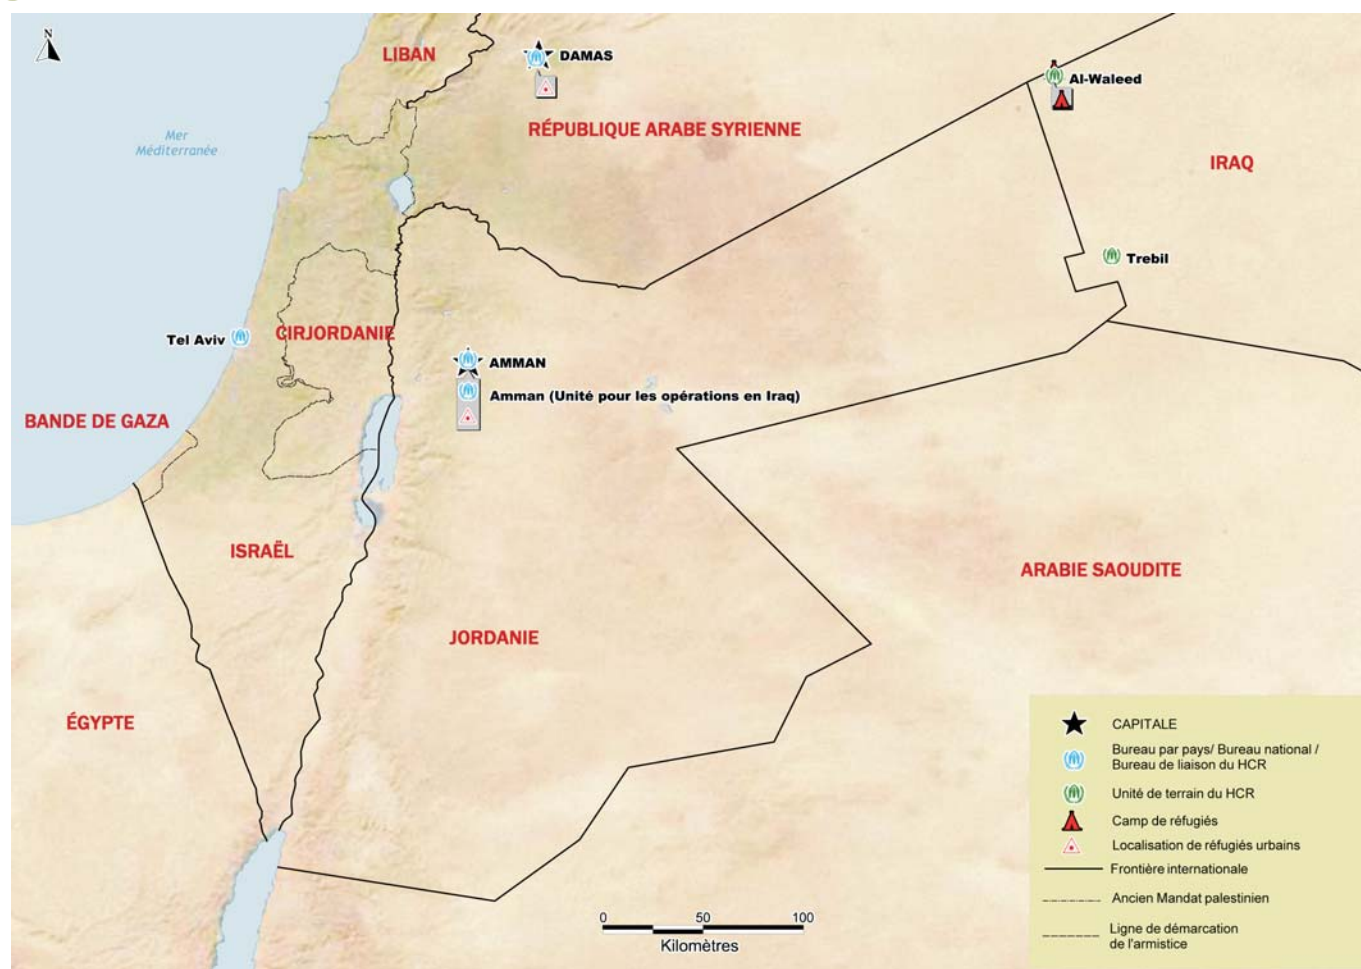 N
LIBAN
DAMAS
Al-Waleed
RÉPUBLIQUE ARABE SYRIENNE
Mer
Méditerranée
IRAQ
Trebil
Tel Aviv
CIRJORDANIE
AMMAN
Amman (Unité pour les opérations en Iraq)
BANDE DE GAZA
ISRAËL
ARABIE SAOUDITE
JORDANIE
ÉGYPTE
CAPITALE
Bureau par pays/ Bureau national /
Bureau de liaison du HCR
Unité de terrain du HCR
Camp de réfugiés
Localisation de réfugiés urbains
Frontière internationale
Ancien Mandat palestinien
Ligne de démarcation
de l'armistice
0 50 100
Kilomètres